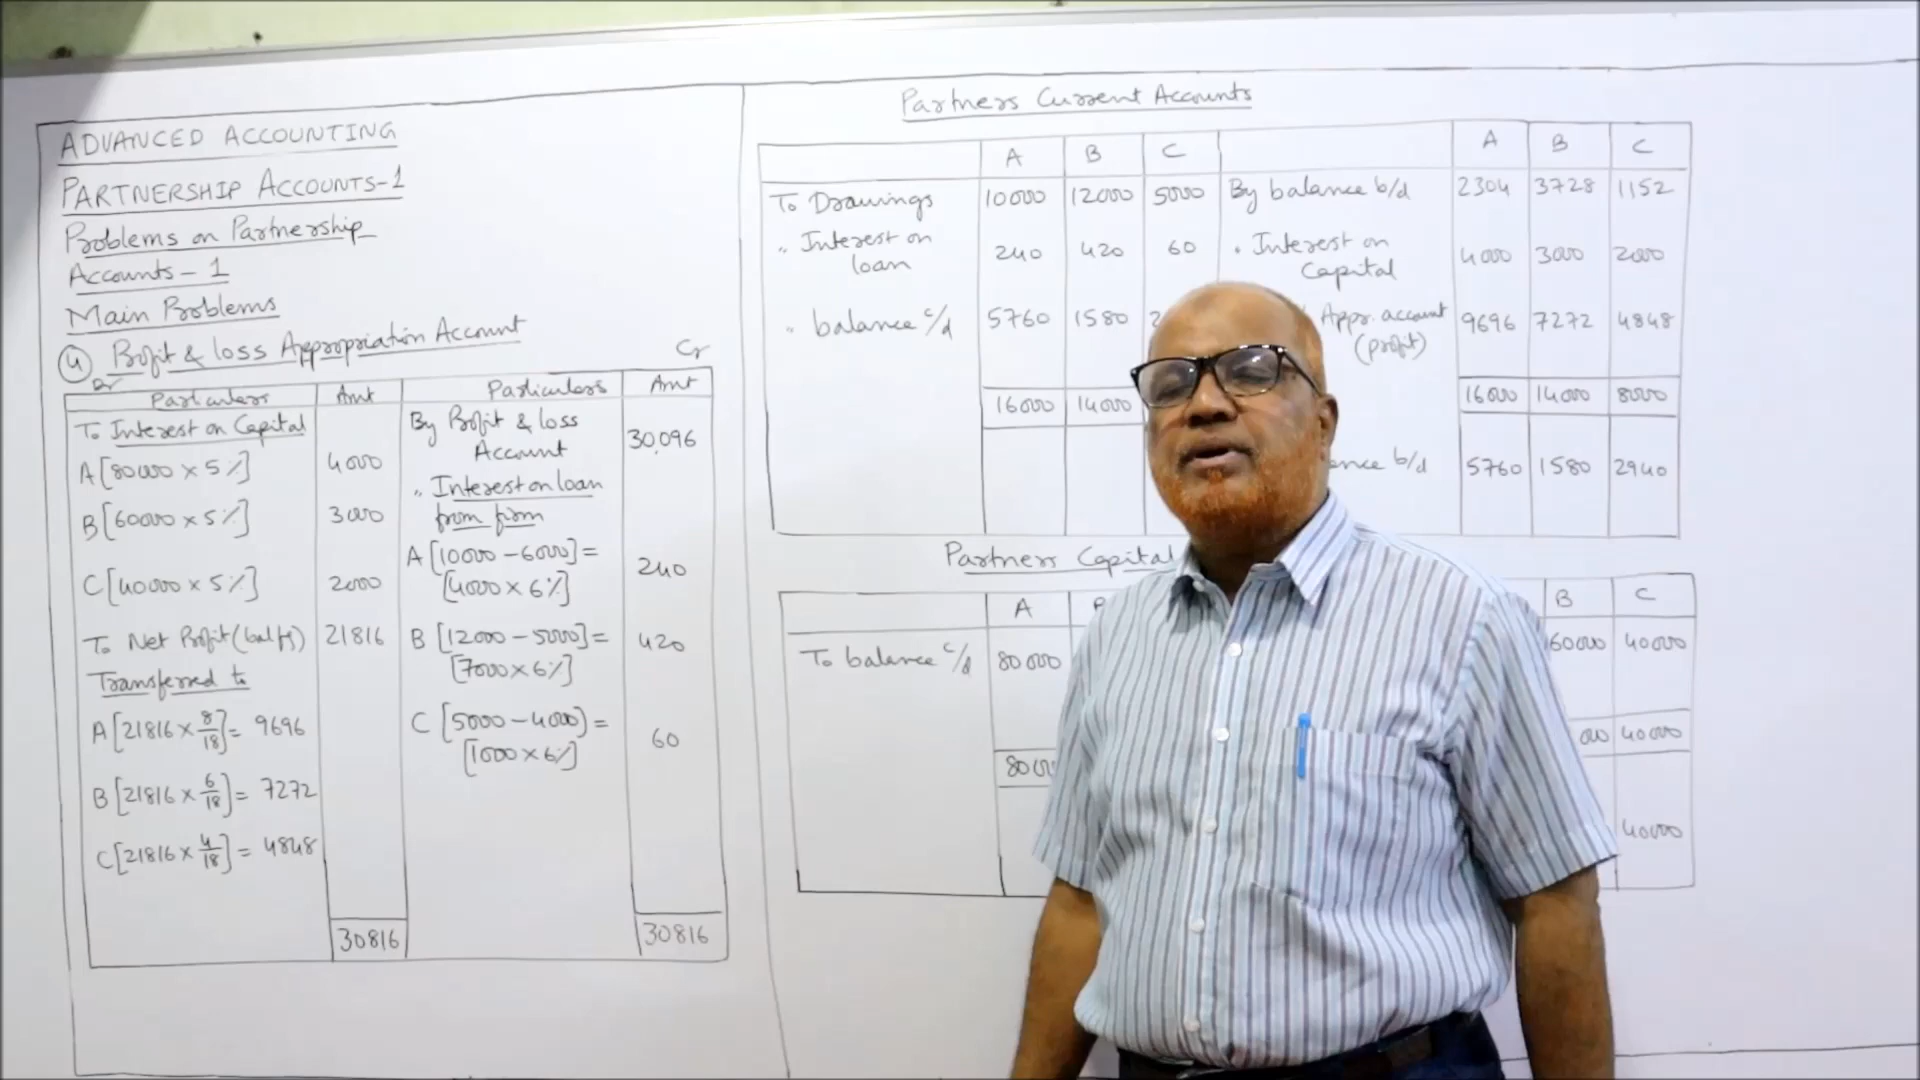 ADVANCED ACCOUNTING
PARTNERSHIP ACCOUNTS-1
Problems on Partnership
Accounts-1
Main Problems
4 Profit & loss Appropriation Account
Dr Cr
Particulars Amt Particulars Amt
To Interest on Capital
A [80000 × 5%] 4000
B [60000 × 5%] 3000
C [40000 × 5%] 2000
To Net Profit (bal fg) 21816
Transferred to
A [21816 × 8/18] = 9696
B [21816 × 6/18] = 7272
C [21816 × 4/18] = 4848
30816
By Profit & loss
Account 30,096
" Interest on loan
from firm
A [10000 - 6000] =
[4000 × 6%] 240
B [12000 - 5000] =
[7000 × 6%] 420
C [5000 - 4000] =
[1000 × 6%] 60
30816
Partners Current Accounts
A B C A B C
To Drawings 10000 12000 5000 By balance b/d 2304 3728 1152
" Interest on
loan 240 420 60
" Interest on
Capital 4000 3000 2000
" balance c/d 5760 1580 2
Appr. account
(profit) 9696 7272 4848
16000 14000 16000 14000 8000
ance b/d 5760 1580 2940
Partners Capital
A B C
To balance c/d 80000 60000 40000
8000 000 40000
40000